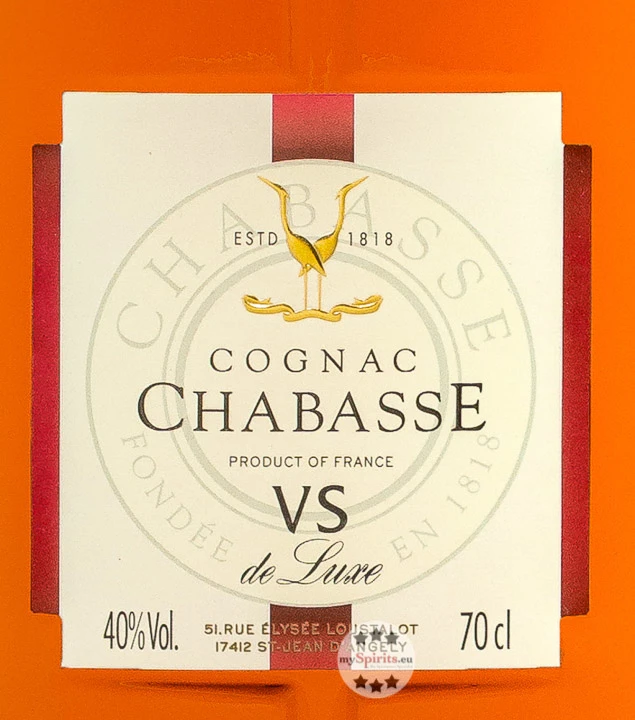 CHABASSE
ESTD 1818
COGNAC
CHABASSE
PRODUCT OF FRANCE
VS
de Luxe
FONDÉE EN 1818
40%Vol.
51.RUE ÉLYSÉE LOUSTALOT
17412 ST-JEAN D'ANGELY
70 cl
mySpirits.eu